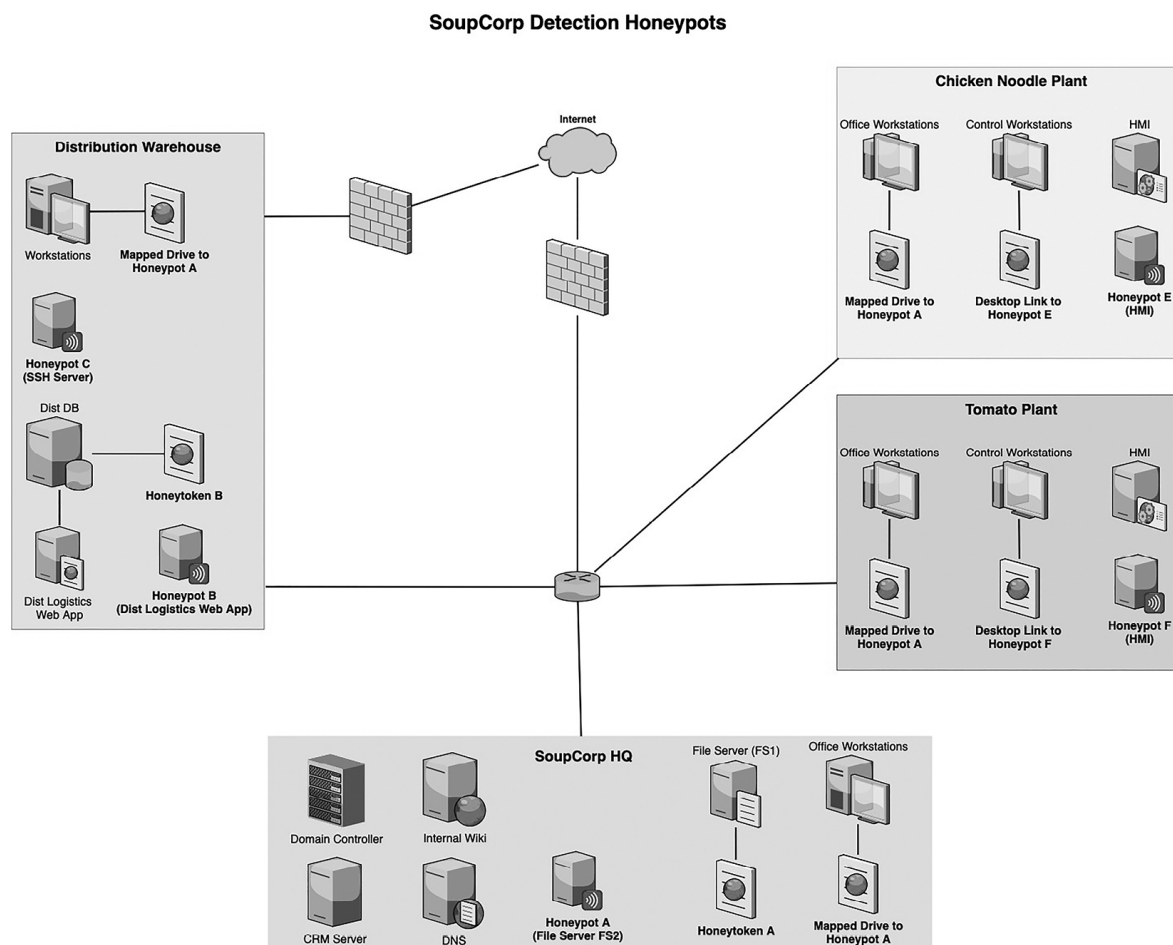 SoupCorp Detection Honeypots
Distribution Warehouse
Workstations
Mapped Drive to
Honeypot A
Honeypot C
(SSH Server)
Dist DB
Honeytoken B
Dist Logistics
Web App
Honeypot B
(Dist Logistics Web App)
Internet
Chicken Noodle Plant
Office Workstations
Control Workstations
HMI
Mapped Drive to
Honeypot A
Desktop Link to
Honeypot E
Honeypot E
(HMI)
Tomato Plant
Office Workstations
Control Workstations
HMI
Mapped Drive to
Honeypot A
Desktop Link to
Honeypot F
Honeypot F
(HMI)
SoupCorp HQ
Domain Controller
Internal Wiki
File Server (FS1)
Office Workstations
CRM Server
DNS
Honeypot A
(File Server FS2)
Honeytoken A
Mapped Drive to
Honeypot A